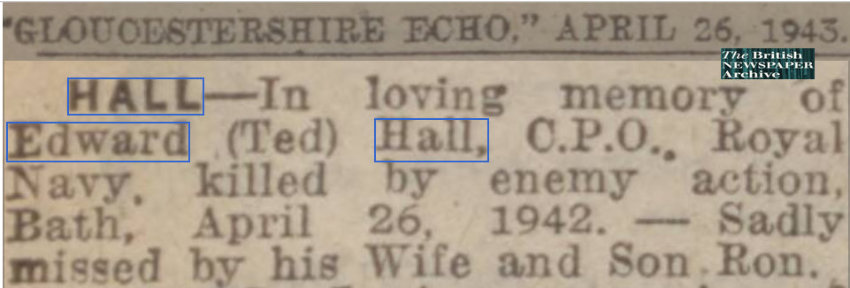 "GLOUCESTERSHIRE ECHO," APRIL 26, 1943.
The British
NEWSPAPER
Archive
HALL—In loving memory of
Edward (Ted) Hall, C.P.O., Royal
Navy, killed by enemy action,
Bath, April 26, 1942. — Sadly
missed by his Wife and Son Ron.